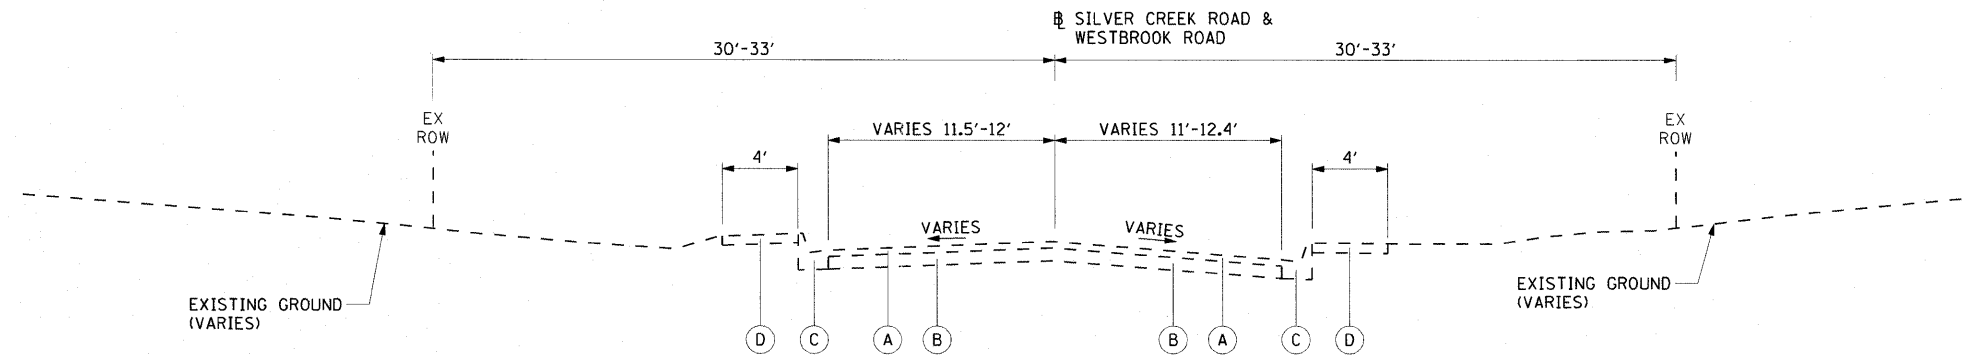 ℄ SILVER CREEK ROAD &
WESTBROOK ROAD
30'-33'
30'-33'
EX
ROW
EX
ROW
VARIES 11.5'-12'
VARIES 11'-12.4'
4'
4'
VARIES
VARIES
EXISTING GROUND
(VARIES)
EXISTING GROUND
(VARIES)
D
C
A
B
B
A
C
D